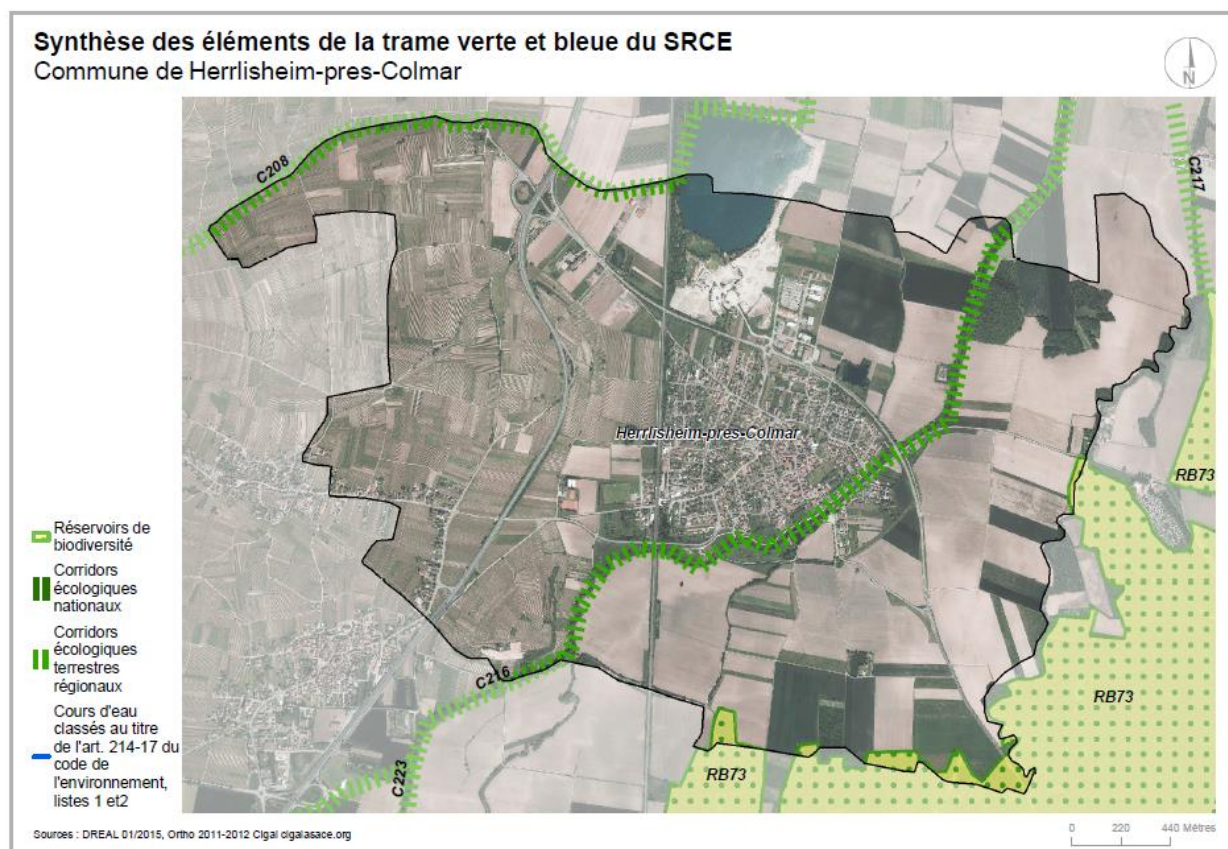 Synthèse des éléments de la trame verte et bleue du SRCE
Commune de Herrlisheim-pres-Colmar
N
C208
C217
Herrlisheim-pres-Colmar
RB73
RB73
C216
RB73
C223
Réservoirs de
biodiversité
Corridors
écologiques
nationaux
Corridors
écologiques
terrestres
régionaux
Cours d'eau
classés au titre
de l'art. 214-17 du
code de
l'environnement,
listes 1 et2
Sources : DREAL 01/2015, Ortho 2011-2012 Cigal cigalasace.org
0 220 440 Mètres